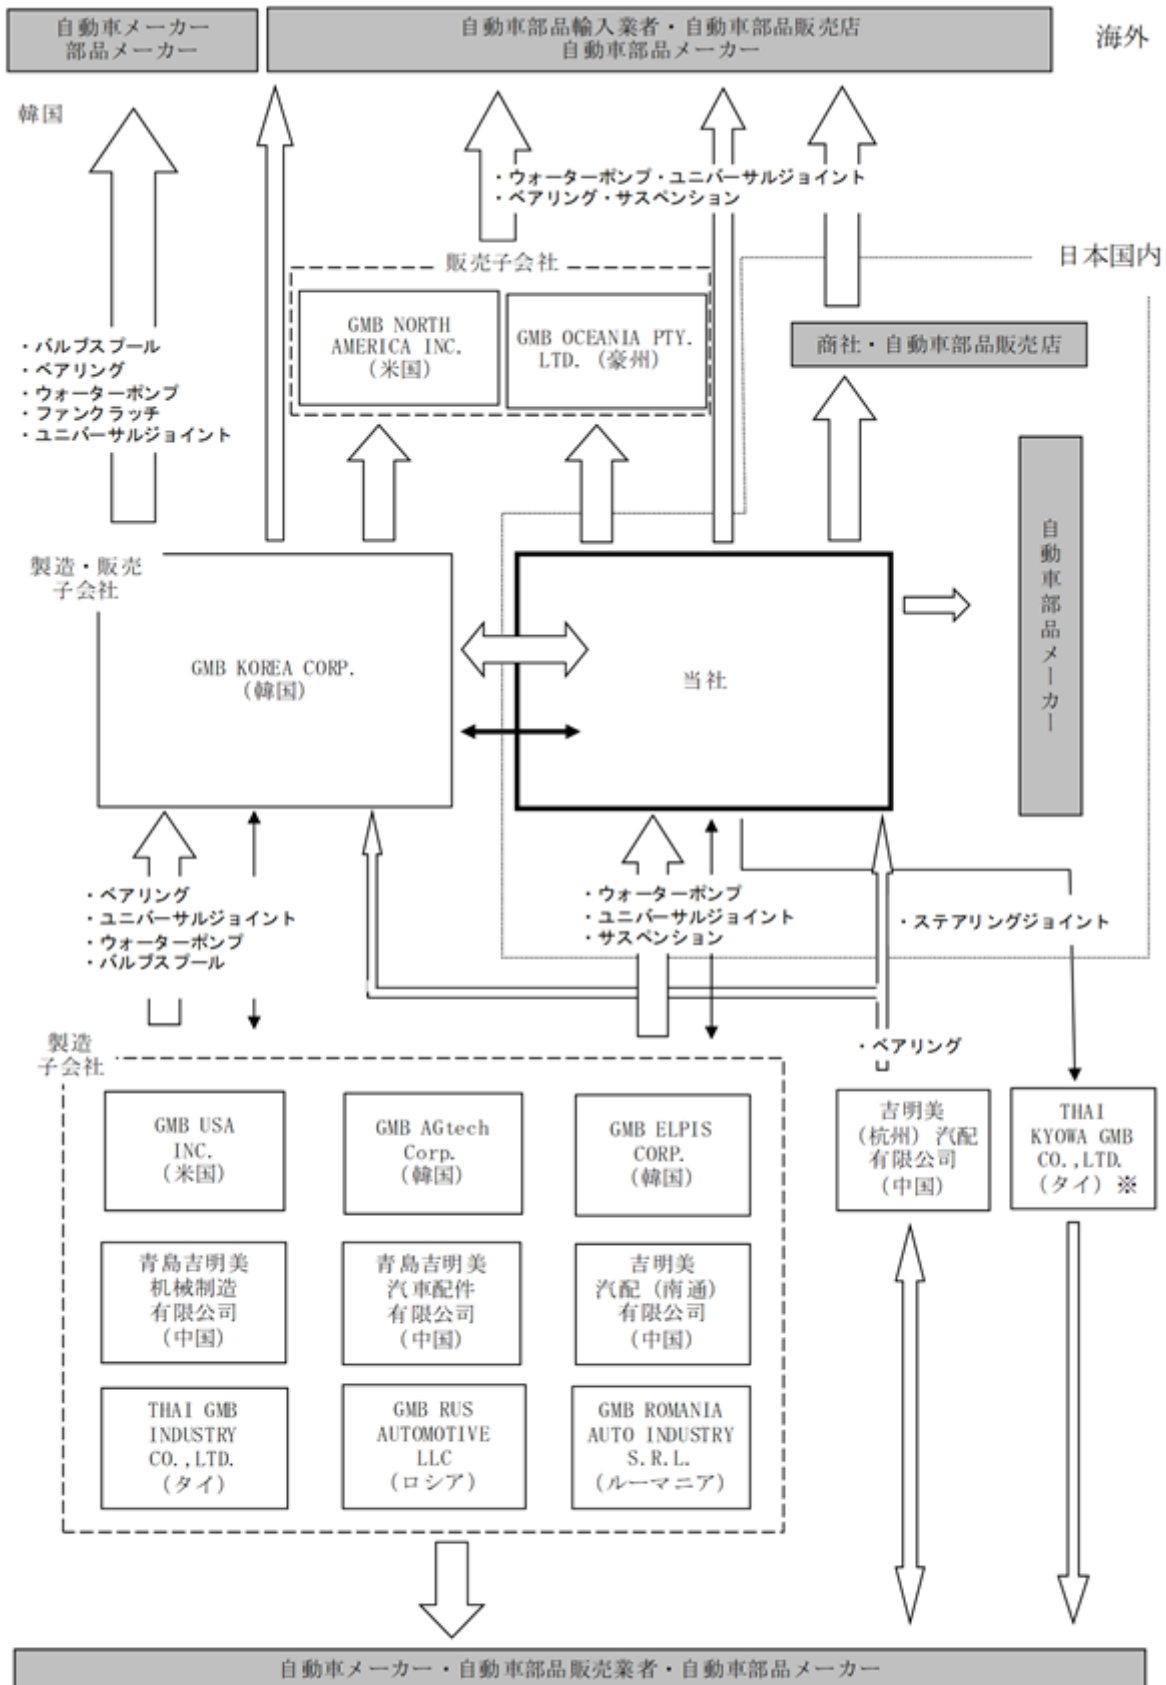 自動車メーカー
部品メーカー
自動車部品輸入業者・自動車部品販売店
自動車部品メーカー
海外
韓国
・ウォーターポンプ・ユニバーサルジョイント
・ベアリング・サスペンション
日本国内
販売子会社
GMB NORTH
AMERICA INC.
(米国)
GMB OCEANIA PTY.
LTD. (豪州)
商社・自動車部品販売店
・バルブスプール
・ベアリング
・ウォーターポンプ
・ファンクラッチ
・ユニバーサルジョイント
自動車部品メーカー
製造・販売
子会社
GMB KOREA CORP.
(韓国)
当社
・ベアリング
・ユニバーサルジョイント
・ウォーターポンプ
・バルブスプール
・ウォーターポンプ
・ユニバーサルジョイント
・サスペンション
・ステアリングジョイント
・ベアリング
製造
子会社
GMB USA
INC.
(米国)
GMB AGtech
Corp.
(韓国)
GMB ELPIS
CORP.
(韓国)
吉明美
(杭州) 汽配
有限公司
(中国)
THAI
KYOWA GMB
CO.,LTD.
(タイ) ※
青島吉明美
机械制造
有限公司
(中国)
青島吉明美
汽車配件
有限公司
(中国)
吉明美
汽配 (南通)
有限公司
(中国)
THAI GMB
INDUSTRY
CO.,LTD.
(タイ)
GMB RUS
AUTOMOTIVE
LLC
(ロシア)
GMB ROMANIA
AUTO INDUSTRY
S.R.L.
(ルーマニア)
自動車メーカー・自動車部品販売業者・自動車部品メーカー